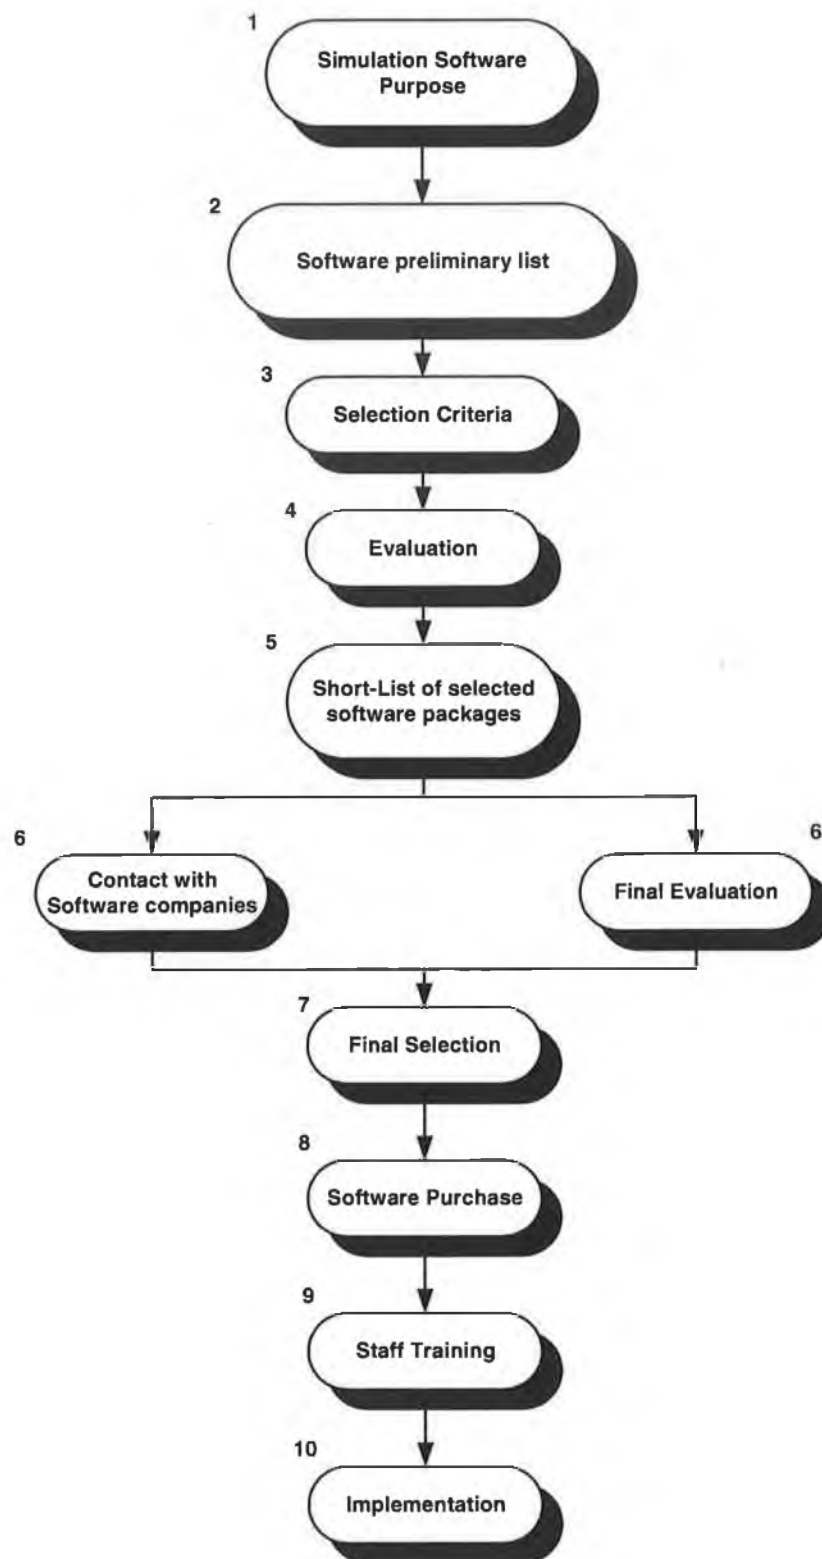 1
Simulation Software
Purpose
2
Software preliminary list
3
Selection Criteria
4
Evaluation
5
Short-List of selected
software packages
6
Contact with
Software companies
6
Final Evaluation
7
Final Selection
8
Software Purchase
9
Staff Training
10
Implementation